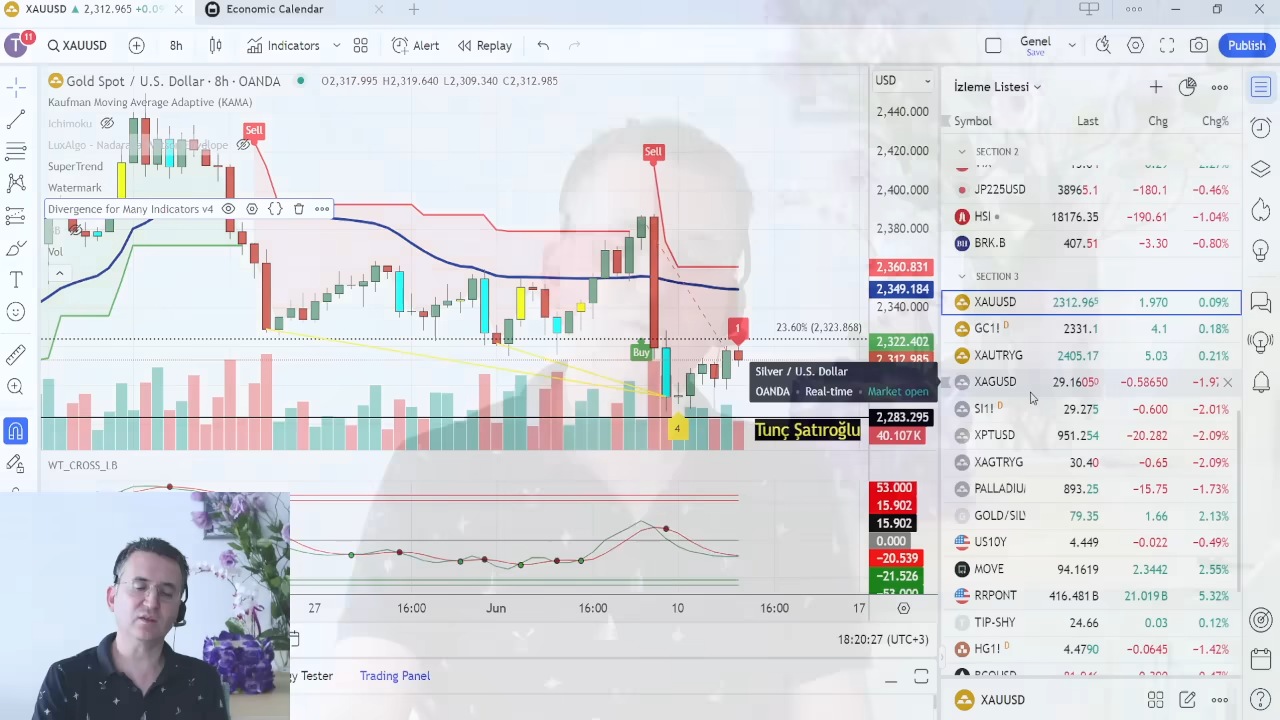 XAUUSD ▲ 2,312.965 +0.09
Economic Calendar
T 11 XAUUSD 8h Indicators Alert Replay Genel Save Publish
Gold Spot / U.S. Dollar · 8h · OANDA O2,317.995 H2,319.640 L2,309.340 C2,312.985
USD
Kaufman Moving Average Adaptive (KAMA)
Ichimoku
SuperTrend
Watermark
Divergence for Many Indicators v4
Vol
Sell
Sell
Buy
1
4
23.60% (2,323.868)
2,440.000
2,420.000
2,400.000
2,380.000
2,360.831
2,349.184
2,340.000
2,322.402
2,312.985
2,283.295
40.107K
Silver / U.S. Dollar
OANDA • Real-time • Market open
Tunç Şatıroğlu
WT_CROSS_LB
53.000
15.902
15.902
0.000
−20.539
−21.526
−53.000
27 16:00 Jun 16:00 10 16:00 17
18:20:27 (UTC+3)
Tester Trading Panel
İzleme Listesi
Symbol Last Chg Chg%
SECTION 2
JP225USD 38965.1 −180.1 −0.46%
HSI 18176.35 −190.61 −1.04%
BRK.B 407.51 −3.30 −0.80%
SECTION 3
XAUUSD 2312.965 1.970 0.09%
GC1! D 2331.1 4.1 0.18%
XAUTRYG 2405.17 5.03 0.21%
XAGUSD 29.16050 −0.58650 −1.97
SI1! D 29.275 −0.600 −2.01%
XPTUSD 951.254 −20.282 −2.09%
XAGTRYG 30.40 −0.65 −2.09%
PALLADIU 893.25 −15.75 −1.73%
GOLD/SIL 79.35 1.66 2.13%
US10Y 4.449 −0.022 −0.49%
MOVE 94.1619 2.3442 2.55%
RRPONT 416.481 B 21.019 B 5.32%
TIP-SHY 24.66 0.03 0.12%
HG1! D 4.4790 −0.0645 −1.42%
XAUUSD